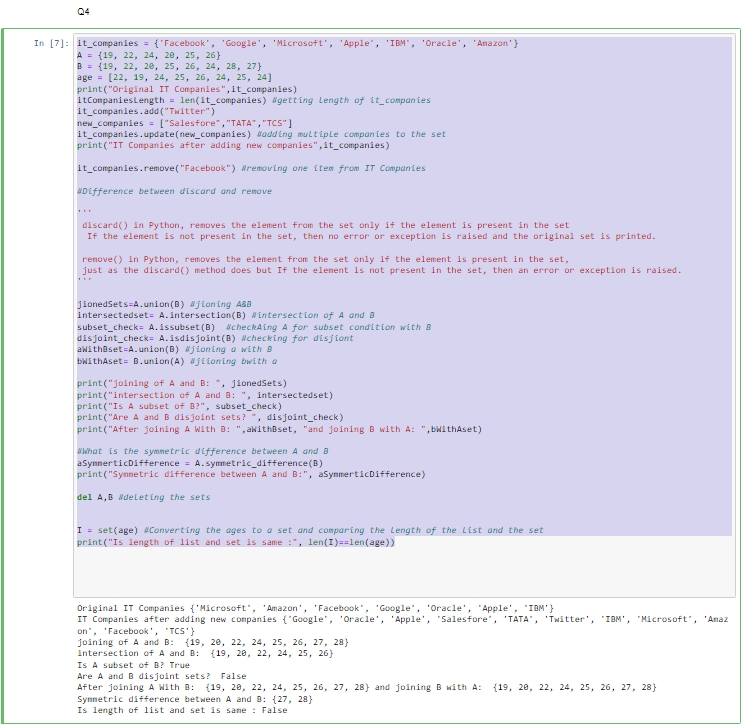 Q4
In [7]: it_companies = {'Facebook', 'Google', 'Microsoft', 'Apple', 'IBM', 'Oracle', 'Amazon'}
A = {19, 22, 24, 20, 25, 26}
B = {19, 22, 20, 25, 26, 24, 28, 27}
age = [22, 19, 24, 25, 26, 24, 25, 24]
print("Original IT Companies",it_companies)
itCompaniesLength = len(it_companies) #getting length of it_companies
it_companies.add("Twitter")
new_companies = ["Salesfore","TATA","TCS"]
it_companies.update(new_companies) #adding multiple companies to the set
print("IT Companies after adding new companies",it_companies)
it_companies.remove("Facebook") #removing one item from IT Companies
#Difference between discard and remove
'''
discard() in Python, removes the element from the set only if the element is present in the set
If the element is not present in the set, then no error or exception is raised and the original set is printed.
remove() in Python, removes the element from the set only if the element is present in the set,
just as the discard() method does but If the element is not present in the set, then an error or exception is raised.
'''
jionedSets=A.union(B) #jioning A&B
intersectedset= A.intersection(B) #intersection of A and B
subset_check= A.issubset(B) #checkAing A for subset condition with B
disjoint_check= A.isdisjoint(B) #checking for disjiont
aWithBset=A.union(B) #jioning a with B
bWithAset= B.union(A) #jiioning bwith a
print("joining of A and B: ", jionedSets)
print("intersection of A and B: ", intersectedset)
print("Is A subset of B?", subset_check)
print("Are A and B disjoint sets? ", disjoint_check)
print("After joining A With B: ",aWithBset, "and joining B with A: ",bWithAset)
#What is the symmetric difference between A and B
aSymmerticDifference = A.symmetric_difference(B)
print("Symmetric difference between A and B:", aSymmerticDifference)
del A,B #deleting the sets
I = set(age) #Converting the ages to a set and comparing the length of the list and the set
print("Is length of list and set is same :", len(I)==len(age))
Original IT Companies {'Microsoft', 'Amazon', 'Facebook', 'Google', 'Oracle', 'Apple', 'IBM'}
IT Companies after adding new companies {'Google', 'Oracle', 'Apple', 'Salesfore', 'TATA', 'Twitter', 'IBM', 'Microsoft', 'Amaz
on', 'Facebook', 'TCS'}
joining of A and B:  {19, 20, 22, 24, 25, 26, 27, 28}
intersection of A and B:  {19, 20, 22, 24, 25, 26}
Is A subset of B? True
Are A and B disjoint sets?  False
After joining A With B:  {19, 20, 22, 24, 25, 26, 27, 28} and joining B with A:  {19, 20, 22, 24, 25, 26, 27, 28}
Symmetric difference between A and B: {27, 28}
Is length of list and set is same : False